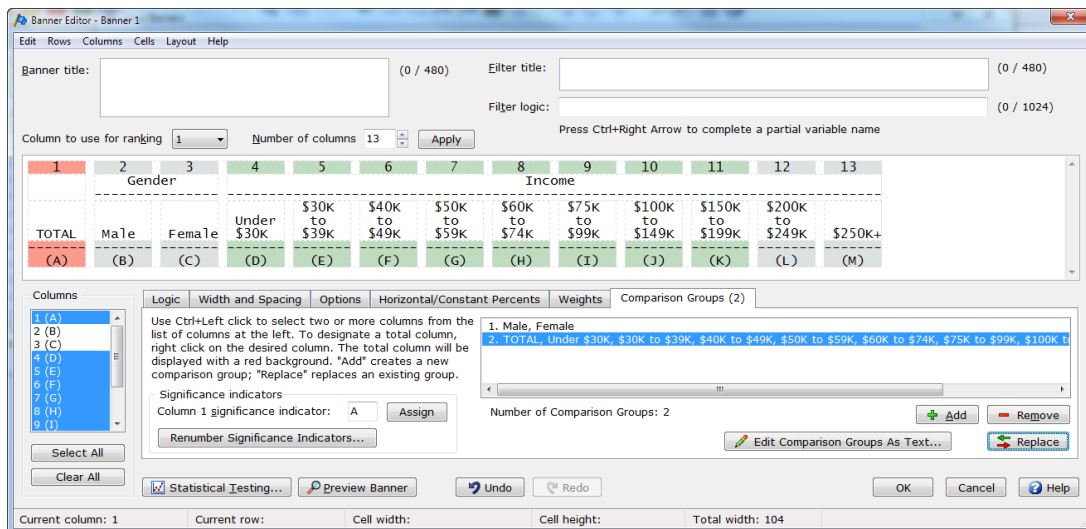 Banner Editor - Banner 1
Edit Rows Columns Cells Layout Help
Banner title: (0 / 480) Filter title: (0 / 480)
Filter logic: (0 / 1024)
Column to use for ranking 1 Number of columns 13 Apply Press Ctrl+Right Arrow to complete a partial variable name
1 2 3 4 5 6 7 8 9 10 11 12 13
Gender Income
$30K $40K $50K $60K $75K $100K $150K $200K
Under to to to to to to to to
TOTAL Male Female $30K $39K $49K $59K $74K $99K $149K $199K $249K $250K+
(A) (B) (C) (D) (E) (F) (G) (H) (I) (J) (K) (L) (M)
Columns
1 (A)
2 (B)
3 (C)
4 (D)
5 (E)
6 (F)
7 (G)
8 (H)
9 (I)
Select All
Clear All
Logic Width and Spacing Options Horizontal/Constant Percents Weights Comparison Groups (2)
Use Ctrl+Left click to select two or more columns from the
list of columns at the left. To designate a total column,
right click on the desired column. The total column will be
displayed with a red background. "Add" creates a new
comparison group; "Replace" replaces an existing group.
Significance indicators
Column 1 significance indicator: A Assign
Renumber Significance Indicators...
1. Male, Female
2. TOTAL, Under $30K, $30K to $39K, $40K to $49K, $50K to $59K, $60K to $74K, $75K to $99K, $100K to
Number of Comparison Groups: 2 Add Remove
Edit Comparison Groups As Text... Replace
Statistical Testing... Preview Banner Undo Redo OK Cancel Help
Current column: 1 Current row: Cell width: Cell height: Total width: 104